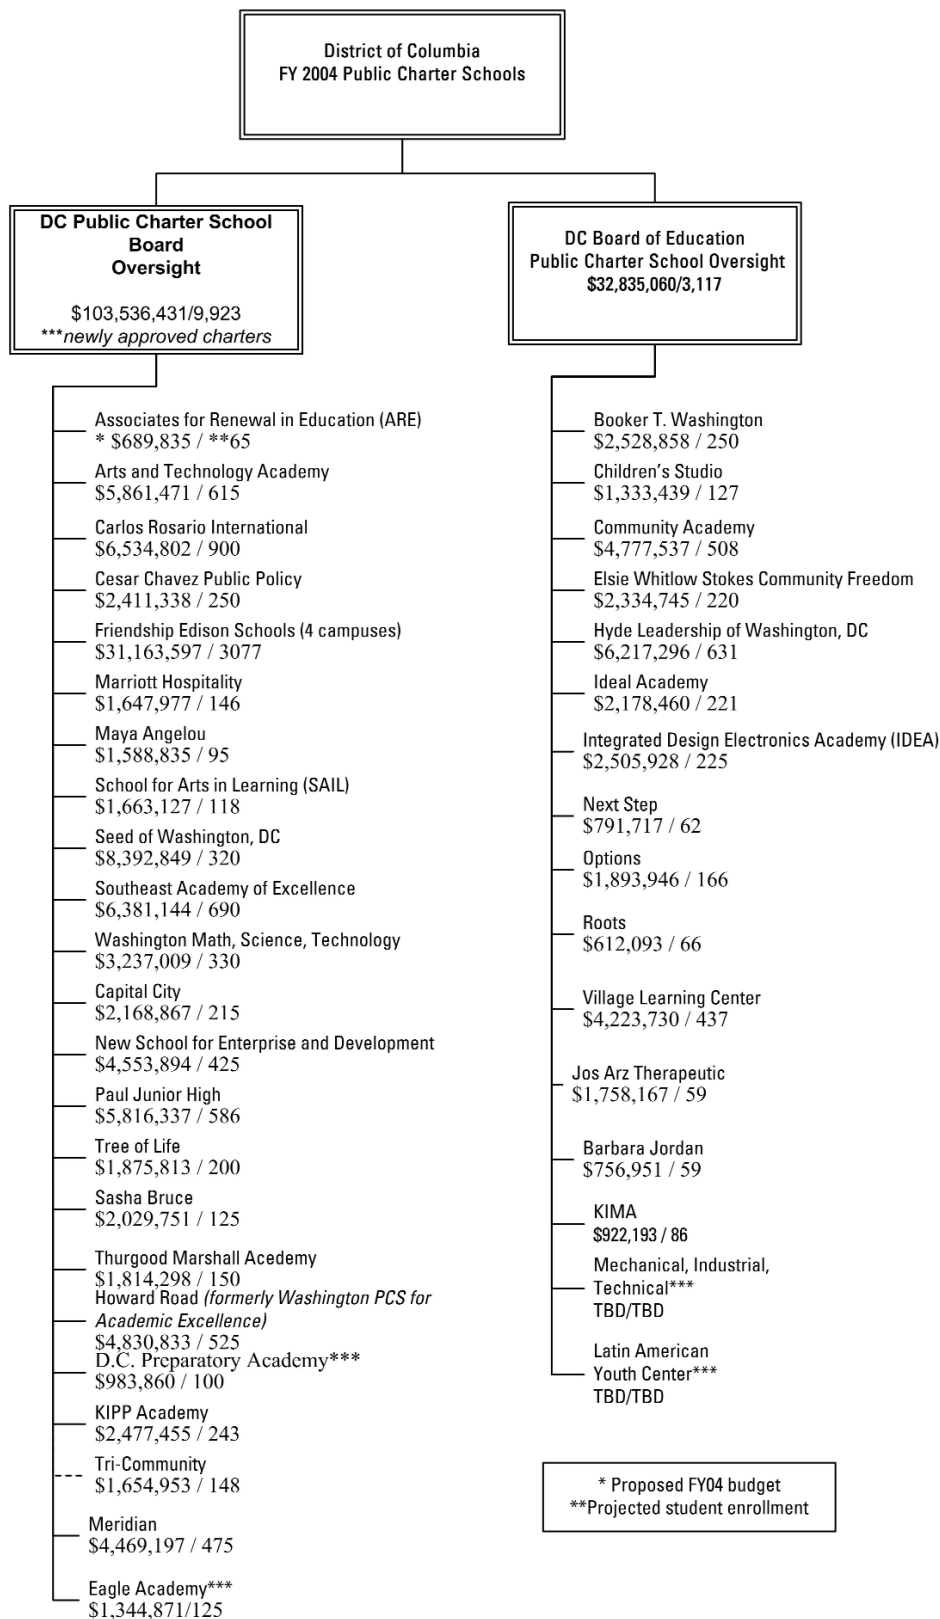 District of Columbia
FY 2004 Public Charter Schools
DC Public Charter School
Board
Oversight
$103,536,431/9,923
***newly approved charters
Associates for Renewal in Education (ARE)
* $689,835 / **65
Arts and Technology Academy
$5,861,471 / 615
Carlos Rosario International
$6,534,802 / 900
Cesar Chavez Public Policy
$2,411,338 / 250
Friendship Edison Schools (4 campuses)
$31,163,597 / 3077
Marriott Hospitality
$1,647,977 / 146
Maya Angelou
$1,588,835 / 95
School for Arts in Learning (SAIL)
$1,663,127 / 118
Seed of Washington, DC
$8,392,849 / 320
Southeast Academy of Excellence
$6,381,144 / 690
Washington Math, Science, Technology
$3,237,009 / 330
Capital City
$2,168,867 / 215
New School for Enterprise and Development
$4,553,894 / 425
Paul Junior High
$5,816,337 / 586
Tree of Life
$1,875,813 / 200
Sasha Bruce
$2,029,751 / 125
Thurgood Marshall Acedemy
$1,814,298 / 150
Howard Road (formerly Washington PCS for
Academic Excellence)
$4,830,833 / 525
D.C. Preparatory Academy***
$983,860 / 100
KIPP Academy
$2,477,455 / 243
Tri-Community
$1,654,953 / 148
Meridian
$4,469,197 / 475
Eagle Academy***
$1,344,871/125
DC Board of Education
Public Charter School Oversight
$32,835,060/3,117
Booker T. Washington
$2,528,858 / 250
Children's Studio
$1,333,439 / 127
Community Academy
$4,777,537 / 508
Elsie Whitlow Stokes Community Freedom
$2,334,745 / 220
Hyde Leadership of Washington, DC
$6,217,296 / 631
Ideal Academy
$2,178,460 / 221
Integrated Design Electronics Academy (IDEA)
$2,505,928 / 225
Next Step
$791,717 / 62
Options
$1,893,946 / 166
Roots
$612,093 / 66
Village Learning Center
$4,223,730 / 437
Jos Arz Therapeutic
$1,758,167 / 59
Barbara Jordan
$756,951 / 59
KIMA
$922,193 / 86
Mechanical, Industrial,
Technical***
TBD/TBD
Latin American
Youth Center***
TBD/TBD
* Proposed FY04 budget
**Projected student enrollment